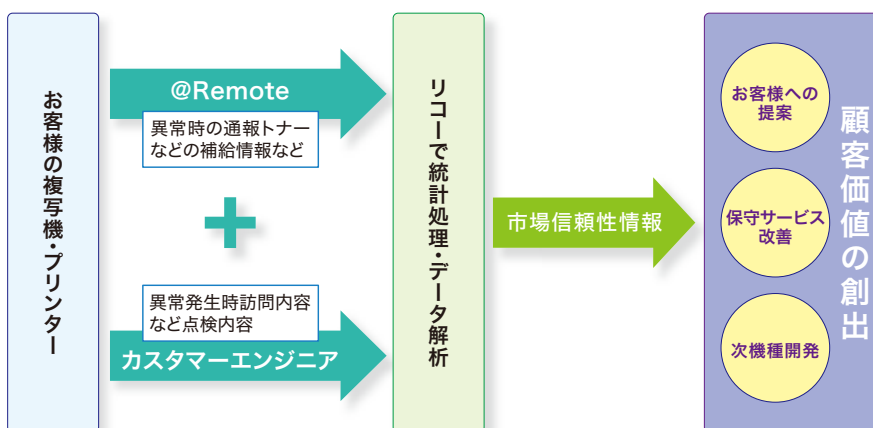 お客様の複写機・プリンター
@Remote
異常時の通報トナー
などの補給情報など
異常発生時訪問内容
など点検内容
カスタマーエンジニア
リコーで統計処理・データ解析
市場信頼性情報
お客様への
提案
保守サービス
改善
次機種開発
顧客価値の創出